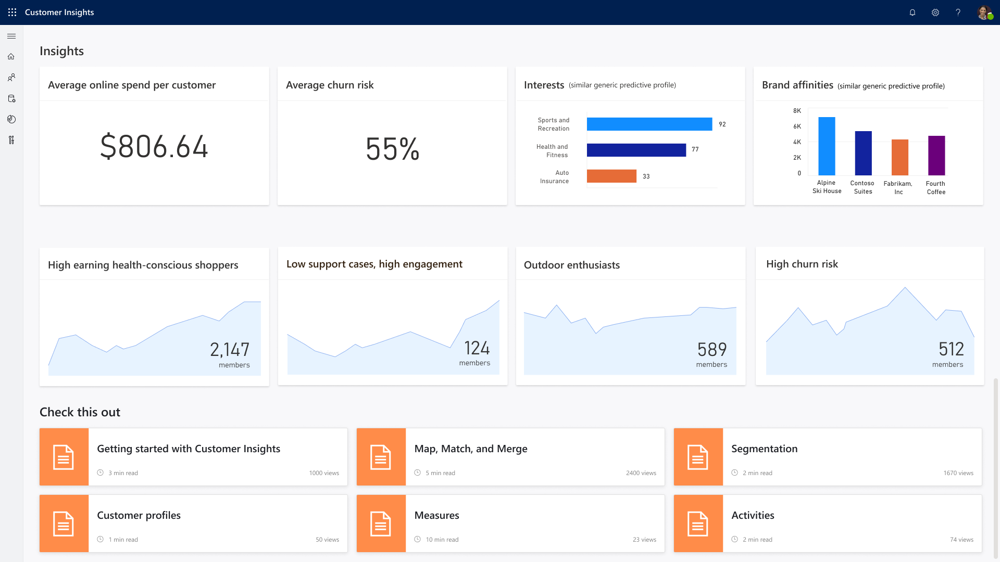 Customer Insights
?
Insights
Average online spend per customer
$806.64
Average churn risk
55%
Interests (similar generic predictive profile)
Sports and
Recreation
92
Health and
Fitness
77
Auto
Insurance
33
Brand affinities (similar generic predictive profile)
8K
6K
4K
2K
0
Alpine
Ski House
Contoso
Suites
Fabrikam,
Inc
Fourth
Coffee
High earning health-conscious shoppers
2,147
members
Low support cases, high engagement
124
members
Outdoor enthusiasts
589
members
High churn risk
512
members
Check this out
Getting started with Customer Insights
3 min read
1000 views
Map, Match, and Merge
5 min read
2400 views
Segmentation
2 min read
1670 views
Customer profiles
1 min read
50 views
Measures
10 min read
23 views
Activities
2 min read
74 views